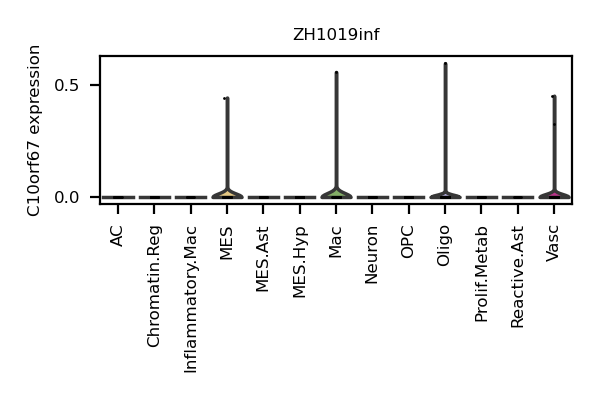 ZH1019inf
C10orf67 expression
0.5
0.0
AC
Chromatin.Reg
Inflammatory.Mac
MES
MES.Ast
MES.Hyp
Mac
Neuron
OPC
Oligo
Prolif.Metab
Reactive.Ast
Vasc